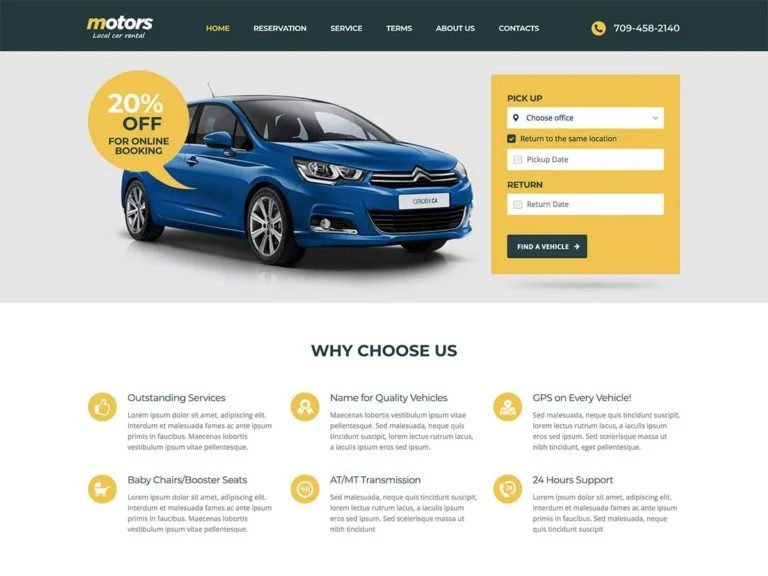 motors
Local car rental
HOME RESERVATION SERVICE TERMS ABOUT US CONTACTS
709-458-2140
20%
OFF
FOR ONLINE
BOOKING
CITROËN C4
PICK UP
Choose office
Return to the same location
Pickup Date
RETURN
Return Date
FIND A VEHICLE
WHY CHOOSE US
Outstanding Services
Lorem ipsum dolor sit amet, adipiscing elit.
Interdum et malesuada fames ac ante ipsum
primis in faucibus. Maecenas lobortis
vestibulum ipsum vitae pellentesque.
Name for Quality Vehicles
Maecenas lobortis vestibulum ipsum vitae
pellentesque. Sed malesuada, neque quis
tincidunt suscipit, lorem lectus rutrum lacus,
a iaculis ipsum eros a ipsum.
GPS on Every Vehicle!
Sed malesuada, neque quis tincidunt suscipit,
lorem lectus rutrum lacus, a iaculis ipsum
eros a ipsum. Sed scelerisque massa ut
nibh tincidunt, eget pellentesque.
Baby Chairs/Booster Seats
Lorem ipsum dolor sit amet, adipiscing elit.
Interdum et malesuada fames ac ante ipsum
primis in faucibus. Maecenas lobortis
vestibulum ipsum vitae pellentesque.
AT/MT Transmission
Sed malesuada, neque quis tincidunt suscipit,
lorem lectus rutrum lacus, a iaculis ipsum
eros a ipsum. Sed scelerisque massa ut
nibh tincidunt
24 Hours Support
Lorem ipsum dolor sit amet, adipiscing elit.
Interdum et malesuada fames ac ante ipsum
primis in faucibus. Sed malesuada, neque
quis tincidunt suscipit